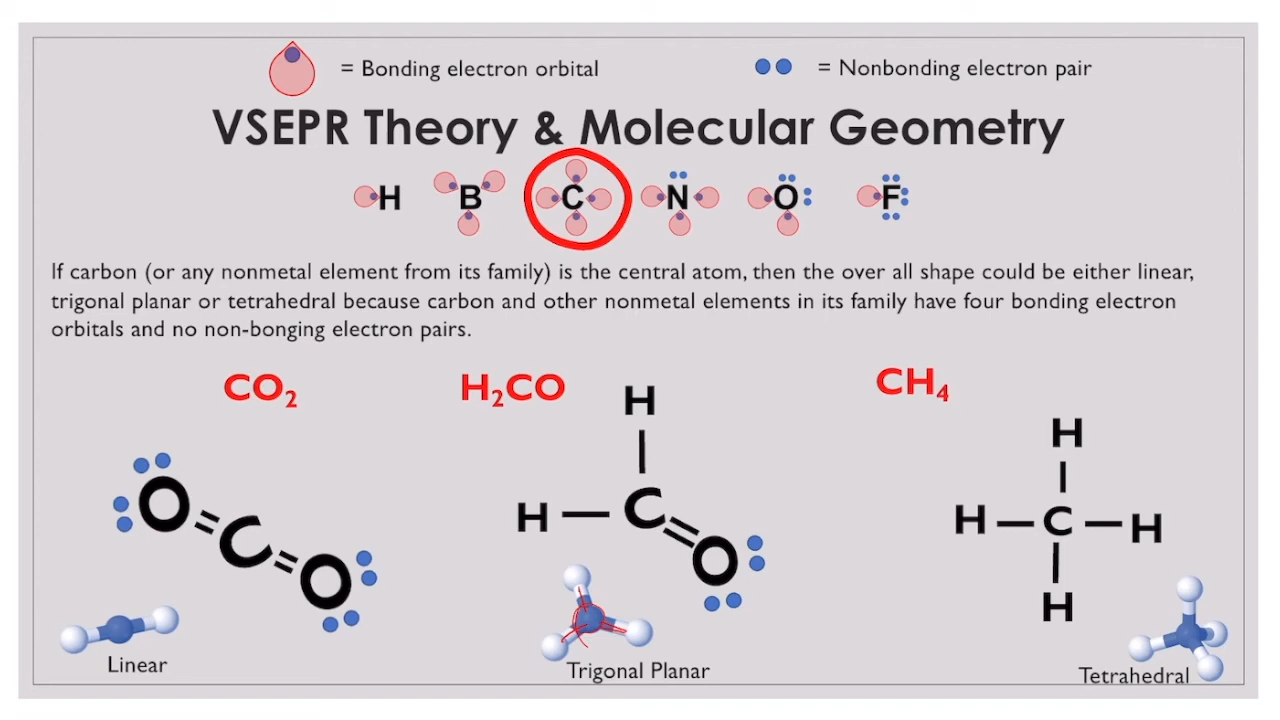 = Bonding electron orbital
= Nonbonding electron pair
VSEPR Theory & Molecular Geometry
H B C N O F
If carbon (or any nonmetal element from its family) is the central atom, then the over all shape could be either linear,
trigonal planar or tetrahedral because carbon and other nonmetal elements in its family have four bonding electron
orbitals and no non-bonging electron pairs.
CO₂
H₂CO
CH₄
O=C=O
H
H — C = O
H
H — C — H
H
Linear
Trigonal Planar
Tetrahedral